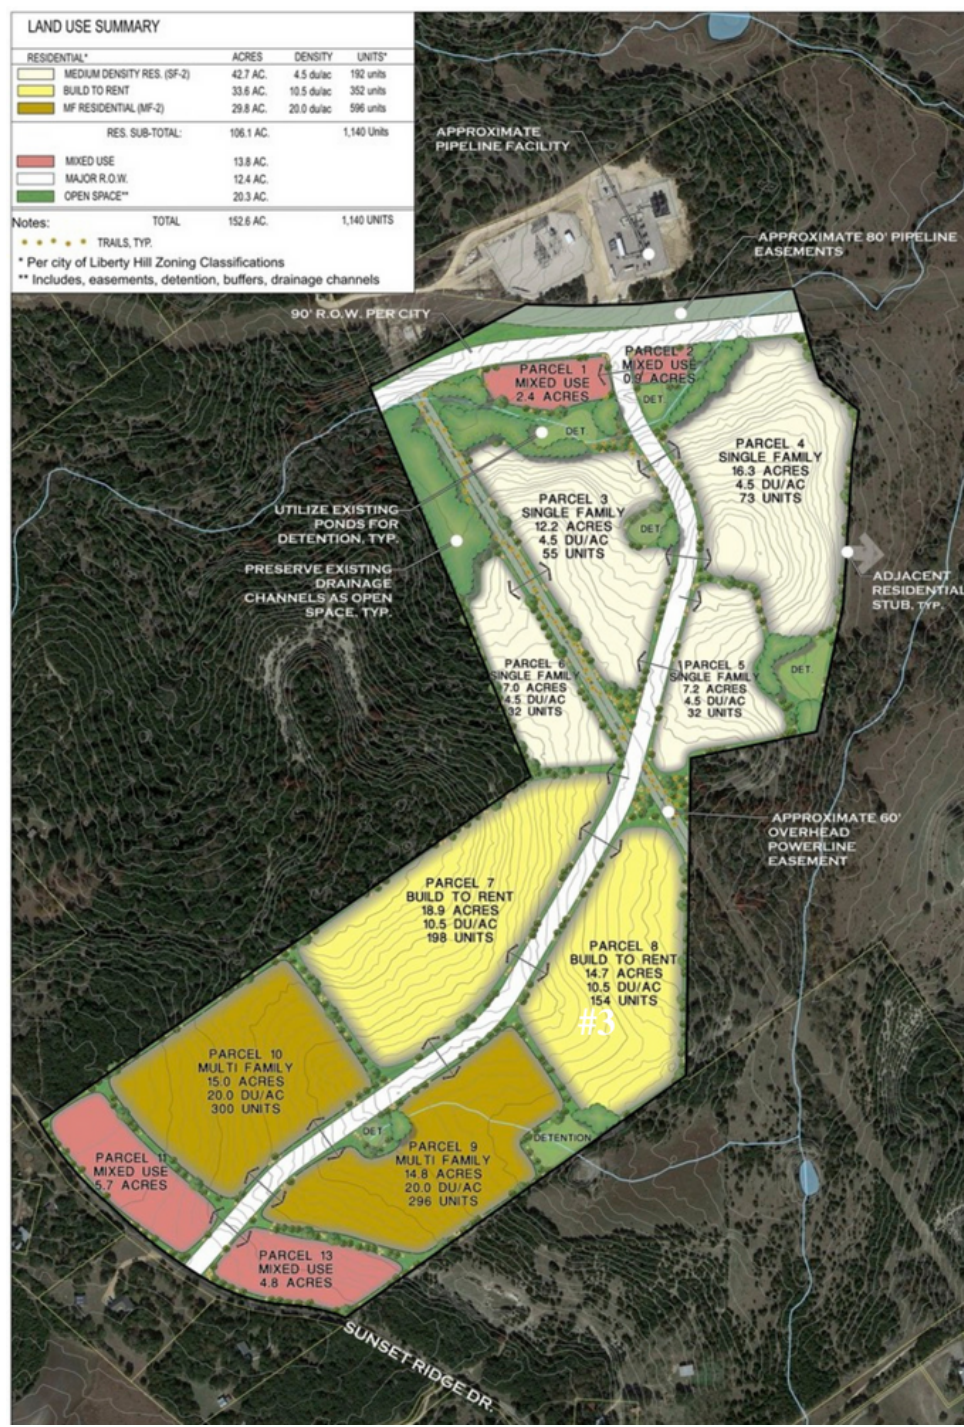 LAND USE SUMMARY
RESIDENTIAL* ACRES DENSITY UNITS*
MEDIUM DENSITY RES. (SF-2) 42.7 AC. 4.5 du/ac 192 units
BUILD TO RENT 33.6 AC. 10.5 du/ac 352 units
MF RESIDENTIAL (MF-2) 29.8 AC. 20.0 du/ac 596 units
RES. SUB-TOTAL: 106.1 AC. 1,140 Units
MIXED USE 13.8 AC.
MAJOR R.O.W. 12.4 AC.
OPEN SPACE** 20.3 AC.
Notes: TOTAL 152.6 AC. 1,140 UNITS
TRAILS, TYP.
* Per city of Liberty Hill Zoning Classifications
** Includes, easements, detention, buffers, drainage channels
APPROXIMATE
PIPELINE FACILITY
APPROXIMATE 80' PIPELINE
EASEMENTS
90' R.O.W. PER CITY
PARCEL 1
MIXED USE
2.4 ACRES
PARCEL 2
MIXED USE
0.9 ACRES
DET.
DET.
PARCEL 4
SINGLE FAMILY
16.3 ACRES
4.5 DU/AC
73 UNITS
PARCEL 3
SINGLE FAMILY
12.2 ACRES
4.5 DU/AC
55 UNITS
DET.
UTILIZE EXISTING
PONDS FOR
DETENTION, TYP.
PRESERVE EXISTING
DRAINAGE
CHANNELS AS OPEN
SPACE, TYP.
ADJACENT
RESIDENTIAL
STUB, TYP.
PARCEL 6
SINGLE FAMILY
7.0 ACRES
4.5 DU/AC
32 UNITS
PARCEL 5
SINGLE FAMILY
7.2 ACRES
4.5 DU/AC
32 UNITS
DET.
APPROXIMATE 60'
OVERHEAD
POWERLINE
EASEMENT
PARCEL 7
BUILD TO RENT
18.9 ACRES
10.5 DU/AC
198 UNITS
PARCEL 8
BUILD TO RENT
14.7 ACRES
10.5 DU/AC
154 UNITS
#3
PARCEL 10
MULTI FAMILY
15.0 ACRES
20.0 DU/AC
300 UNITS
DET.
DETENTION
PARCEL 9
MULTI FAMILY
14.8 ACRES
20.0 DU/AC
296 UNITS
PARCEL 11
MIXED USE
5.7 ACRES
PARCEL 13
MIXED USE
4.8 ACRES
SUNSET RIDGE DR.